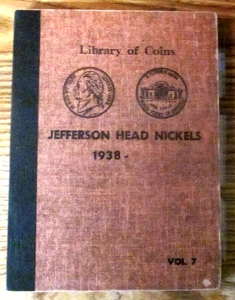 Library of Coins
JEFFERSON HEAD NICKELS
1938-
VOL 7